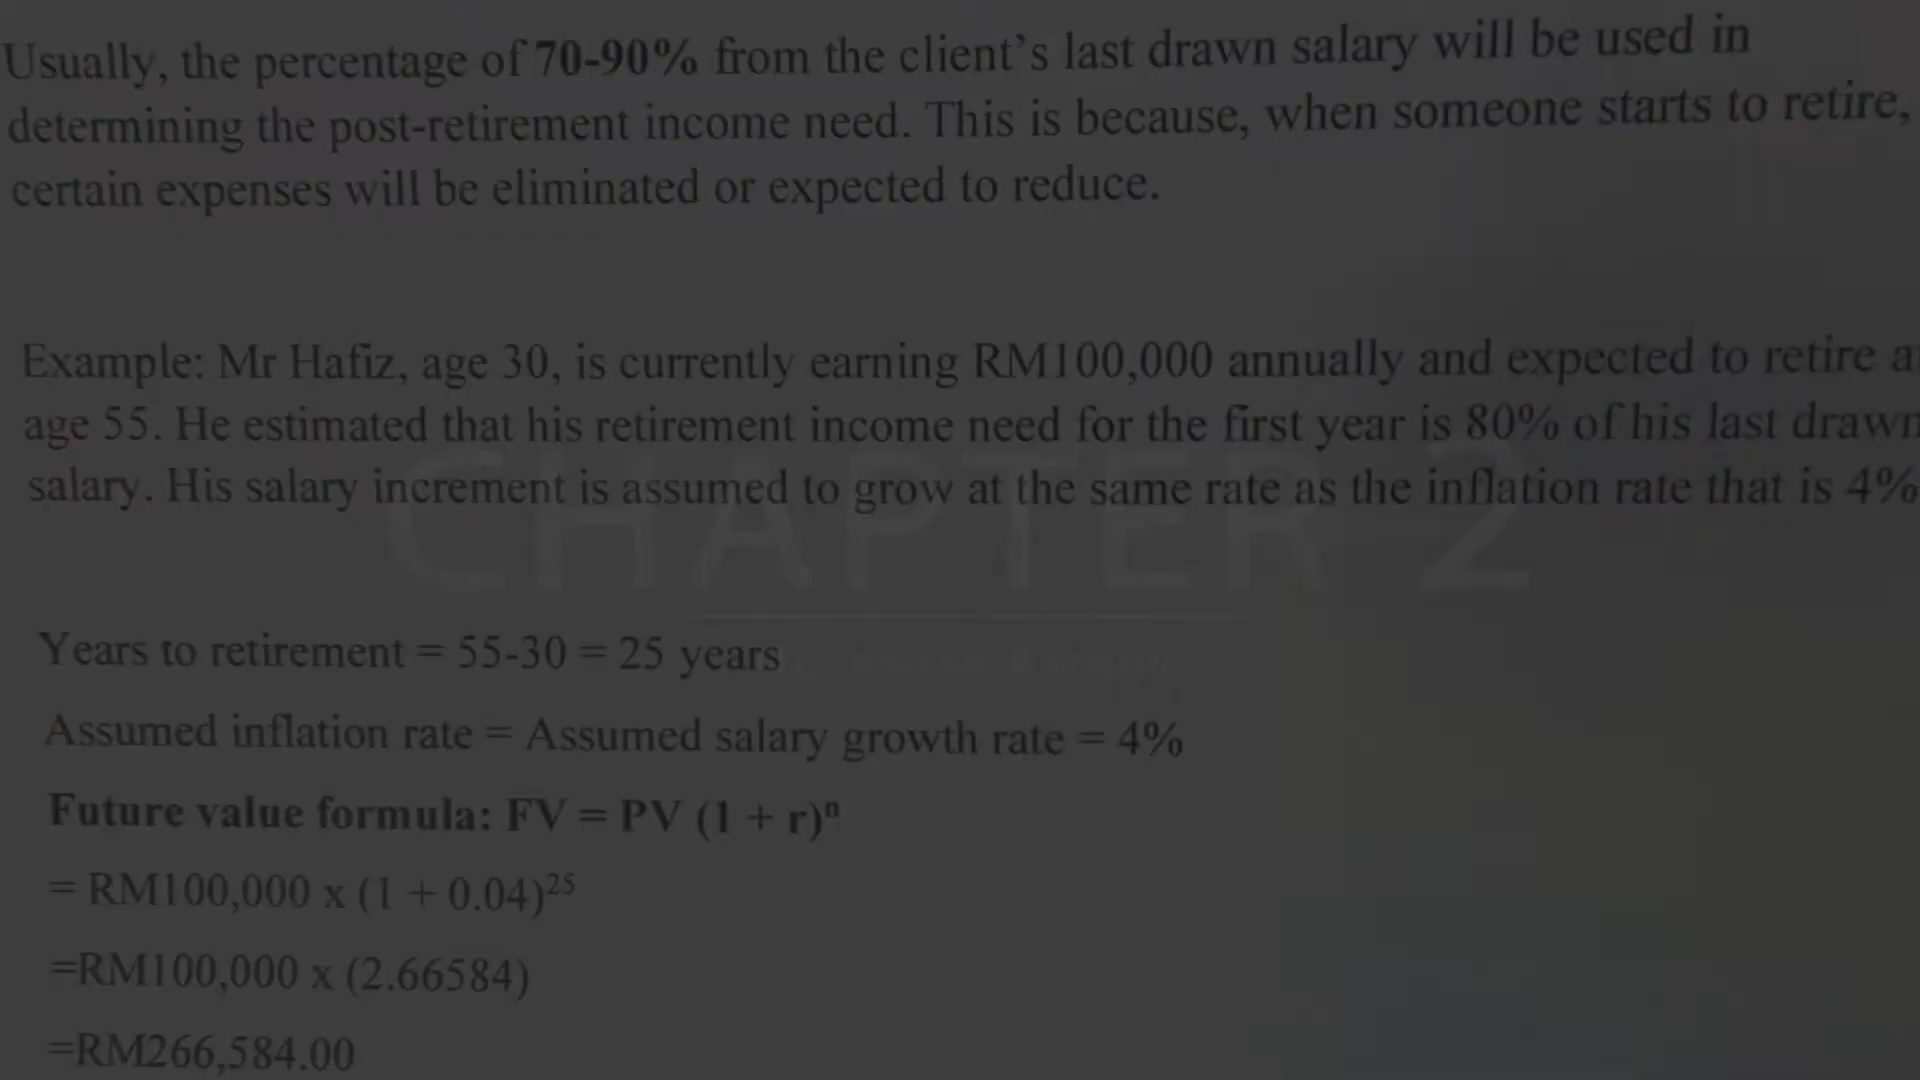 Usually, the percentage of 70-90% from the client's last drawn salary will be used in
determining the post-retirement income need. This is because, when someone starts to retire,
certain expenses will be eliminated or expected to reduce.
Example: Mr Hafiz, age 30, is currently earning RM100,000 annually and expected to retire a
age 55. He estimated that his retirement income need for the first year is 80% of his last drawn
salary. His salary increment is assumed to grow at the same rate as the inflation rate that is 4%
CHAPTER 2
Years to retirement = 55-30 = 25 years
Assumed inflation rate = Assumed salary growth rate = 4%
Future value formula: FV = PV (1 + r)ⁿ
= RM100,000 x (1 + 0.04)²⁵
=RM100,000 x (2.66584)
=RM266,584.00